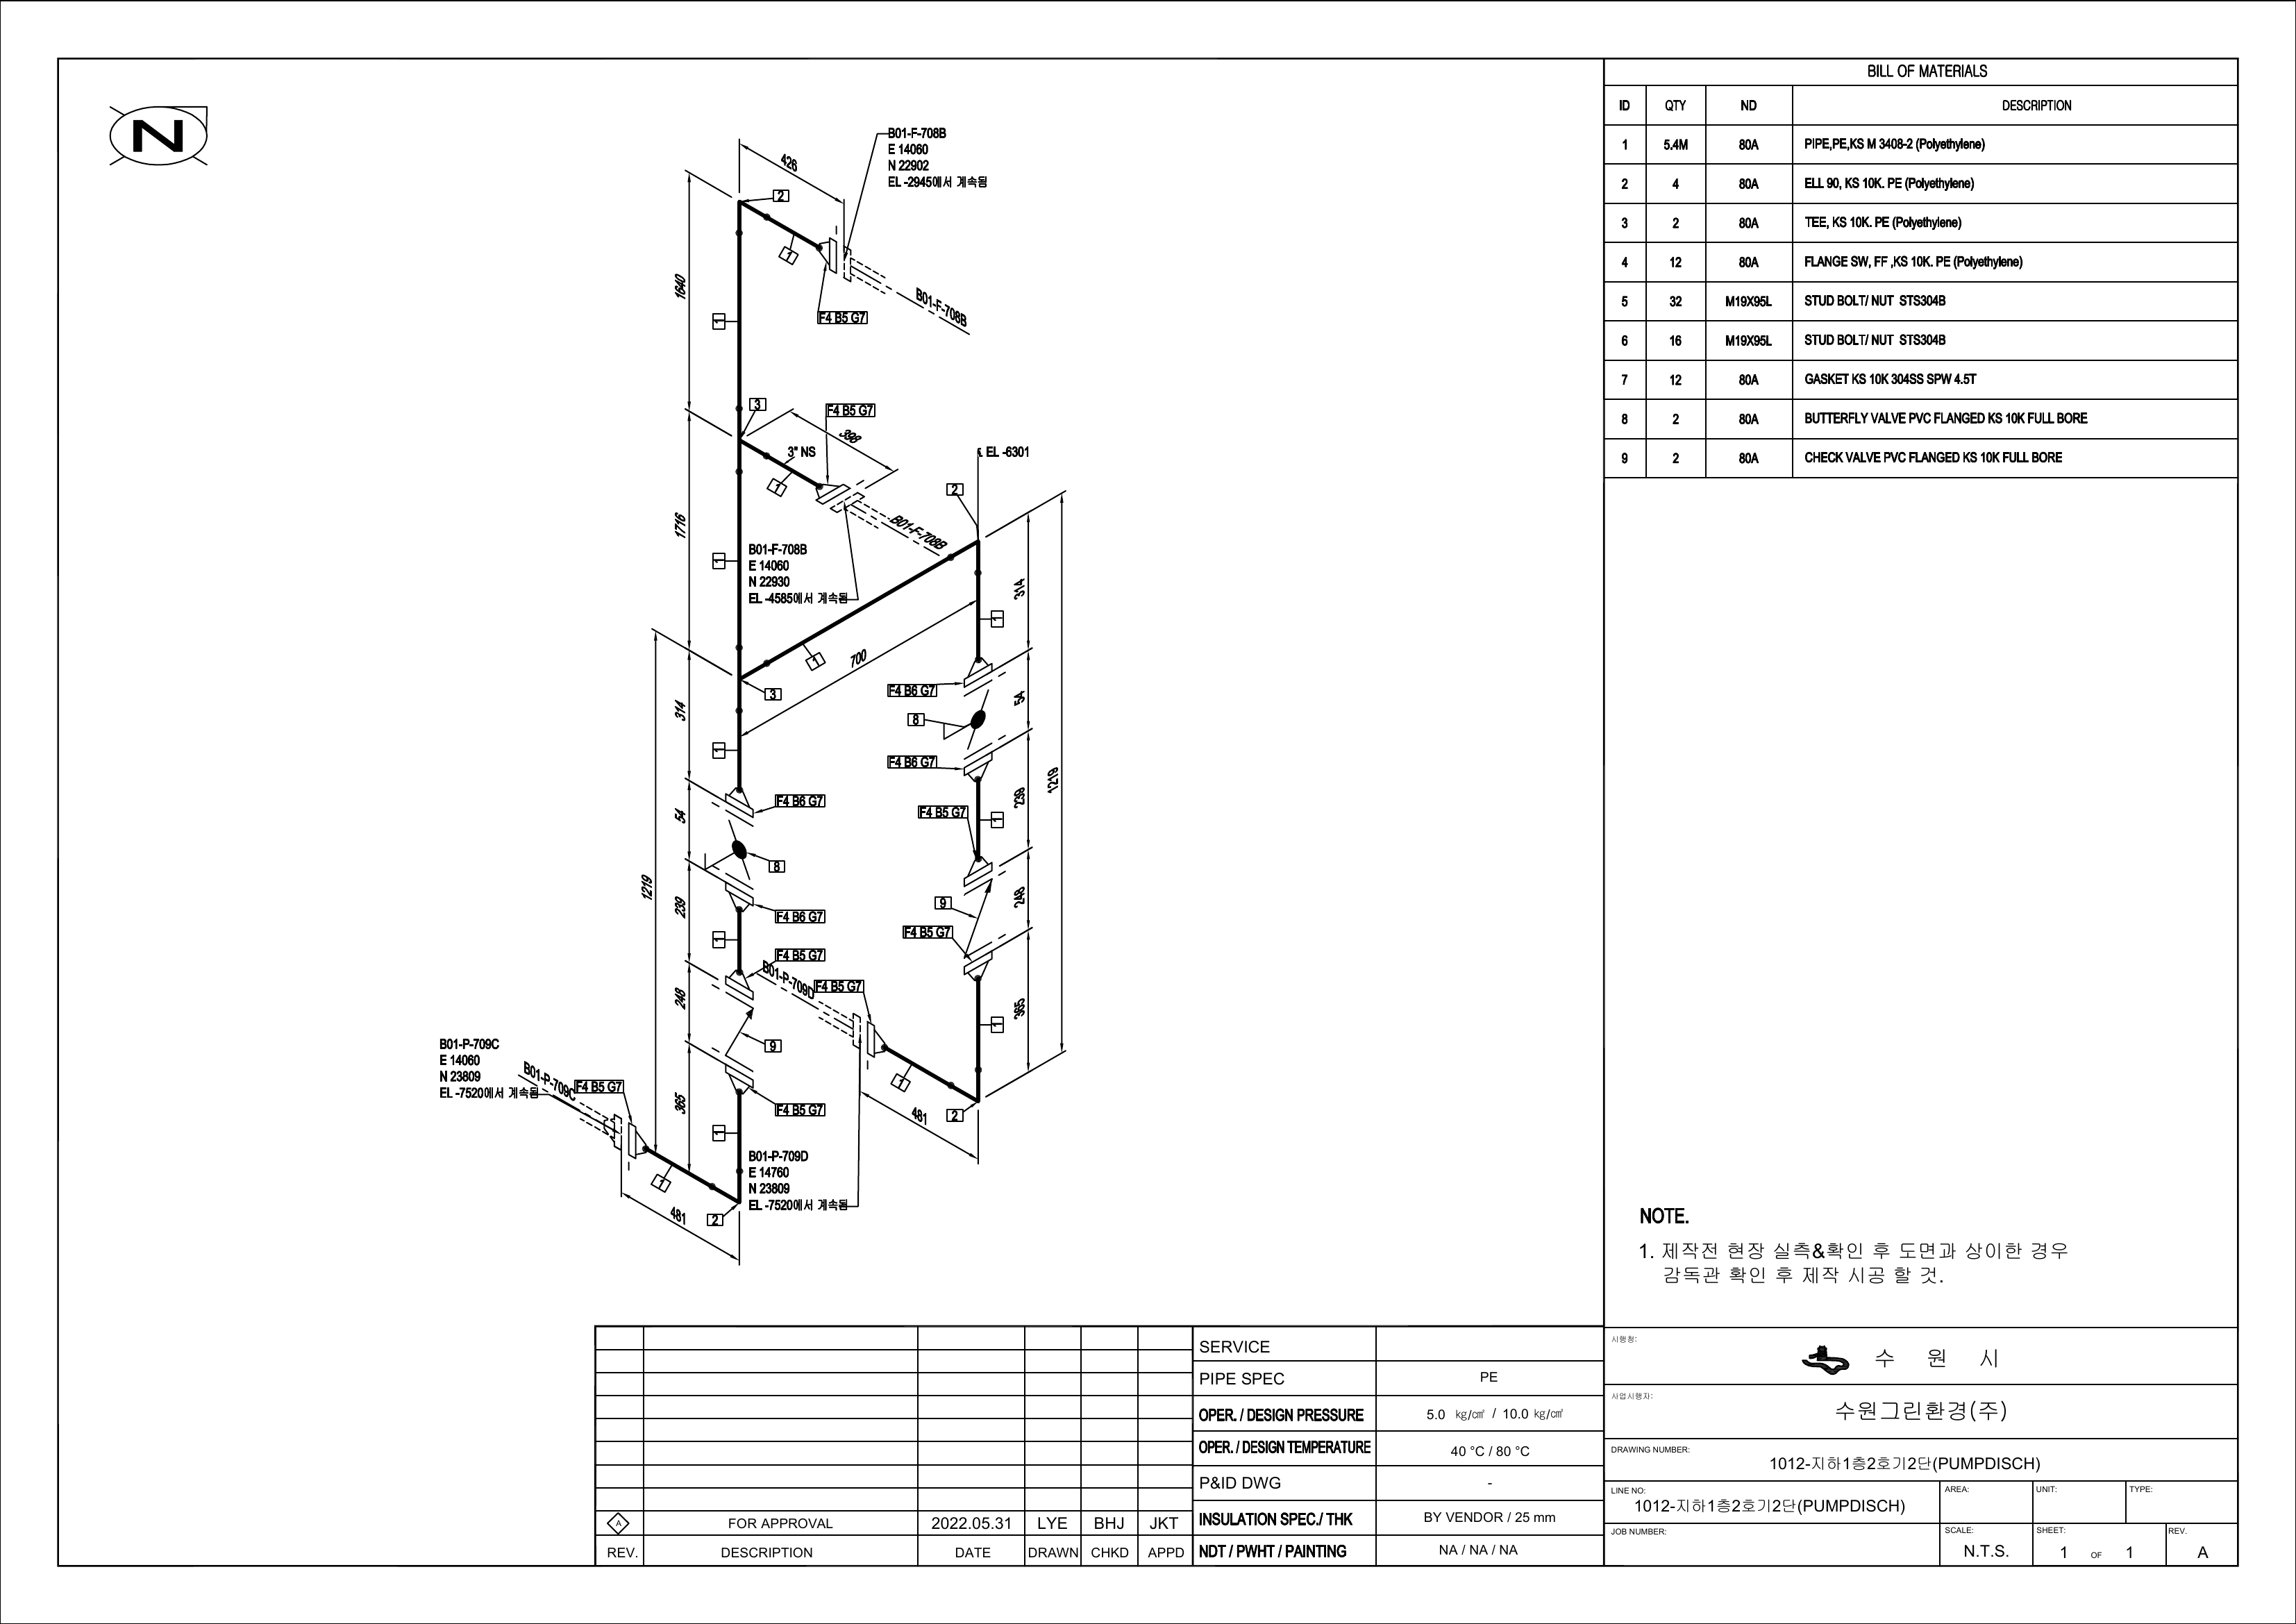 N
B01-F-708B
E 14060
N 22902
EL -2945에서 계속됨
426
2
1
F4 B5 G7
B01-F-708B
1640
1
3
F4 B5 G7
398
3" NS
1
EL -6301
2
B01-F-708B
1716
1
B01-F-708B
E 14060
N 22930
EL -4585에서 계속됨
314
1
1
700
3
F4 B6 G7
54
8
314
1
F4 B6 G7
1219
239
F4 B6 G7
54
F4 B5 G7
1
8
1219
248
9
239
F4 B6 G7
F4 B5 G7
1
F4 B5 G7
B01-P-709D
F4 B5 G7
248
365
1
9
B01-P-709C
E 14060
N 23809
EL -7520에서 계속됨
B01-P-709C
F4 B5 G7
1
365
F4 B5 G7
481
2
1
B01-P-709D
E 14760
N 23809
EL -7520에서 계속됨
1
481
2
BILL OF MATERIALS
ID QTY ND DESCRIPTION
1 5.4M 80A PIPE,PE,KS M 3408-2 (Polyethylene)
2 4 80A ELL 90, KS 10K. PE (Polyethylene)
3 2 80A TEE, KS 10K. PE (Polyethylene)
4 12 80A FLANGE SW, FF ,KS 10K. PE (Polyethylene)
5 32 M19X95L STUD BOLT/ NUT STS304B
6 16 M19X95L STUD BOLT/ NUT STS304B
7 12 80A GASKET KS 10K 304SS SPW 4.5T
8 2 80A BUTTERFLY VALVE PVC FLANGED KS 10K FULL BORE
9 2 80A CHECK VALVE PVC FLANGED KS 10K FULL BORE
NOTE.
1. 제작전 현장 실측&확인 후 도면과 상이한 경우
감독관 확인 후 제작 시공 할 것.
SERVICE
PIPE SPEC PE
OPER. / DESIGN PRESSURE 5.0 ㎏/㎠ / 10.0 ㎏/㎠
OPER. / DESIGN TEMPERATURE 40 °C / 80 °C
P&ID DWG -
INSULATION SPEC./ THK BY VENDOR / 25 mm
NDT / PWHT / PAINTING NA / NA / NA
A FOR APPROVAL 2022.05.31 LYE BHJ JKT
REV. DESCRIPTION DATE DRAWN CHKD APPD
시행청:
수 원 시
사업시행자:
수원그린환경(주)
DRAWING NUMBER:
1012-지하1층2호기2단(PUMPDISCH)
LINE NO: AREA: UNIT: TYPE:
1012-지하1층2호기2단(PUMPDISCH)
JOB NUMBER: SCALE: SHEET: REV.
N.T.S. 1 OF 1 A